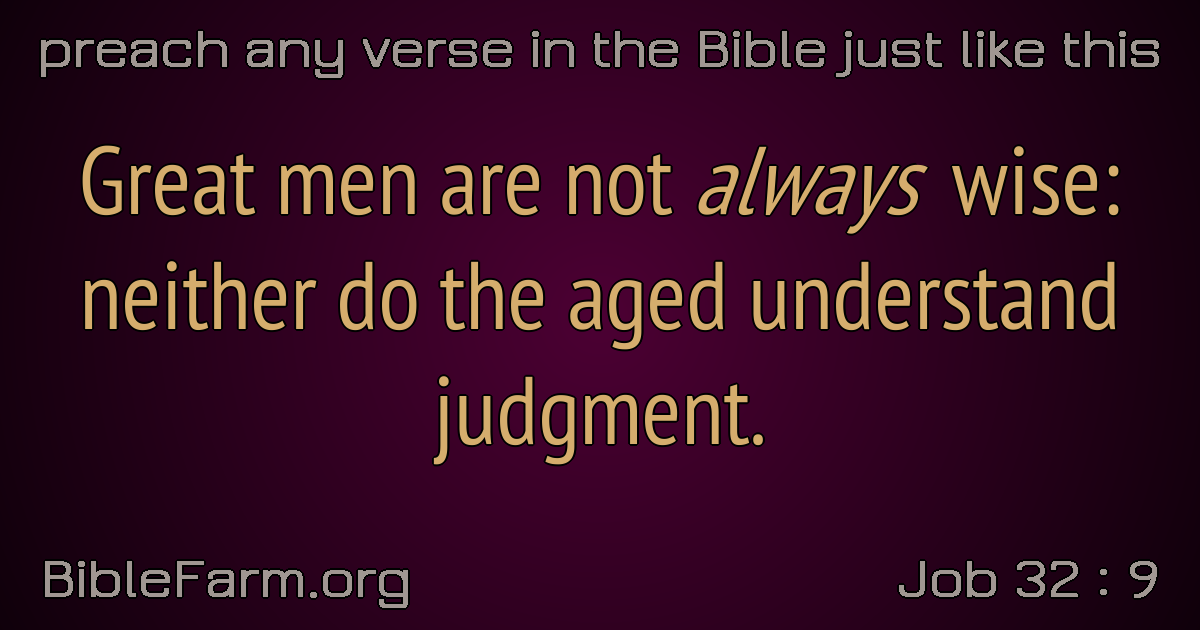 preach any verse in the Bible just like this
Great men are not always wise:
neither do the aged understand
judgment.
BibleFarm.org
Job 32 : 9